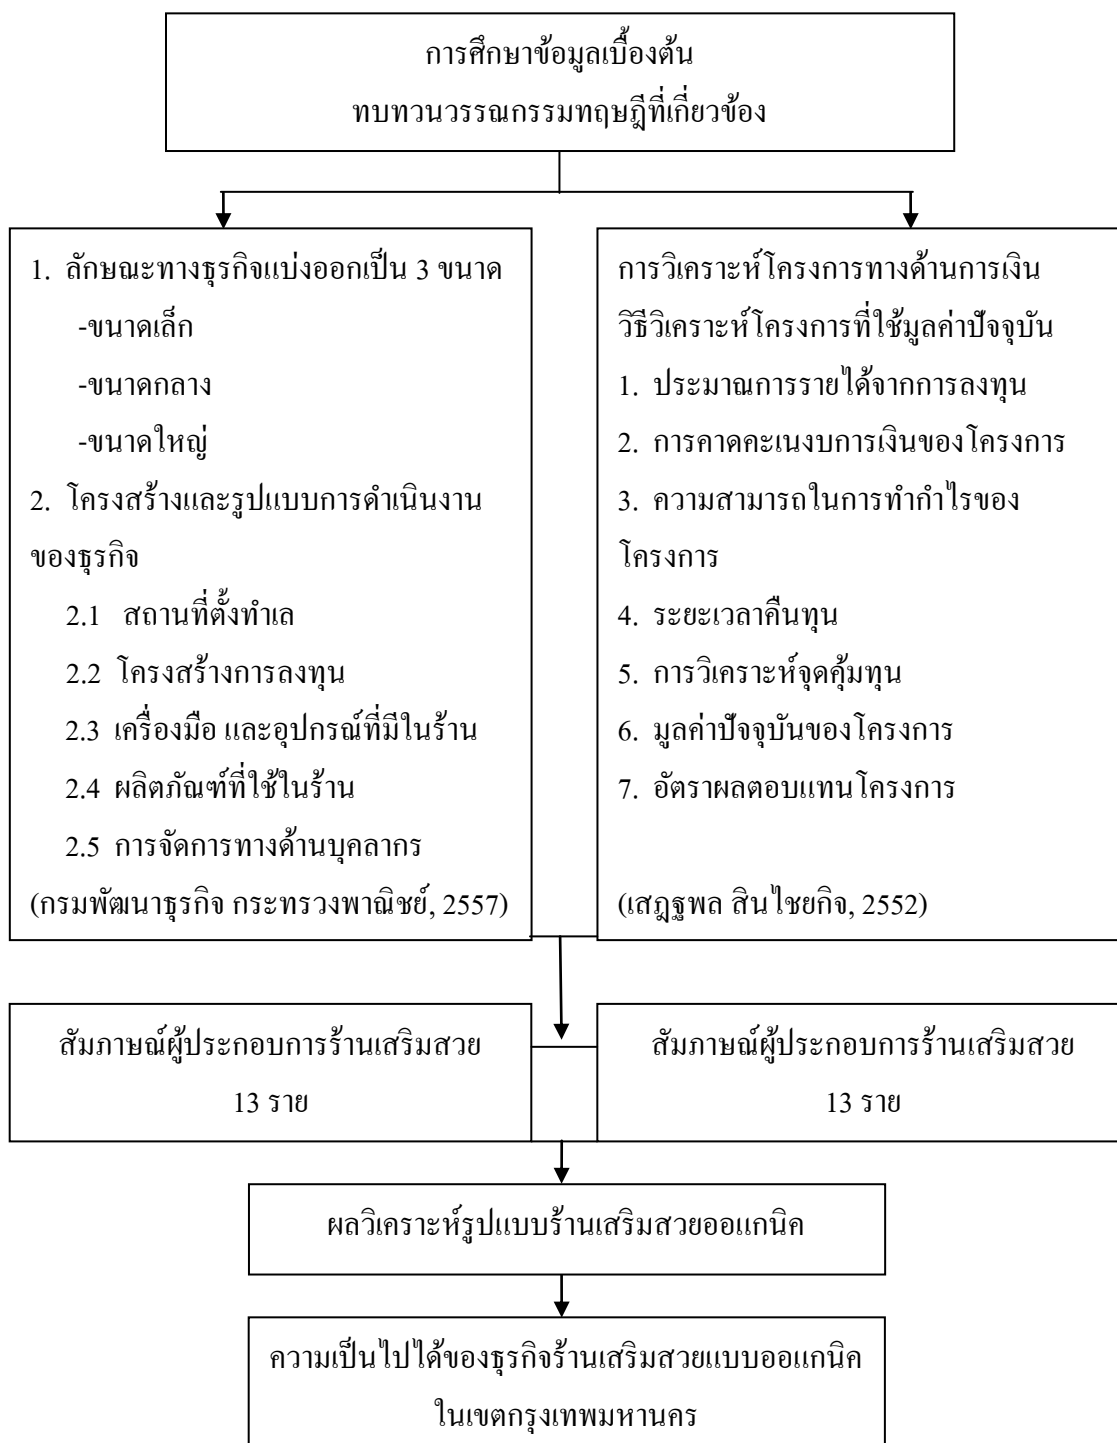 การศึกษาข้อมูลเบื้องต้น
ทบทวนวรรณกรรมทฤษฎีที่เกี่ยวข้อง
1. ลักษณะทางธุรกิจแบ่งออกเป็น 3 ขนาด
-ขนาดเล็ก
-ขนาดกลาง
-ขนาดใหญ่
2. โครงสร้างและรูปแบบการดำเนินงาน
ของธุรกิจ
2.1 สถานที่ตั้งทำเล
2.2 โครงสร้างการลงทุน
2.3 เครื่องมือ และอุปกรณ์ที่มีในร้าน
2.4 ผลิตภัณฑ์ที่ใช้ในร้าน
2.5 การจัดการทางด้านบุคลากร
(กรมพัฒนาธุรกิจ กระทรวงพาณิชย์, 2557)
การวิเคราะห์โครงการทางด้านการเงิน
วิธีวิเคราะห์โครงการที่ใช้มูลค่าปัจจุบัน
1. ประมาณการรายได้จากการลงทุน
2. การคาดคะเนงบการเงินของโครงการ
3. ความสามารถในการทำกำไรของ
โครงการ
4. ระยะเวลาคืนทุน
5. การวิเคราะห์จุดคุ้มทุน
6. มูลค่าปัจจุบันของโครงการ
7. อัตราผลตอบแทนโครงการ
(เสฎฐพล สินไชยกิจ, 2552)
สัมภาษณ์ผู้ประกอบการร้านเสริมสวย
13 ราย
สัมภาษณ์ผู้ประกอบการร้านเสริมสวย
13 ราย
ผลวิเคราะห์รูปแบบร้านเสริมสวยออแกนิค
ความเป็นไปได้ของธุรกิจร้านเสริมสวยแบบออแกนิค
ในเขตกรุงเทพมหานคร